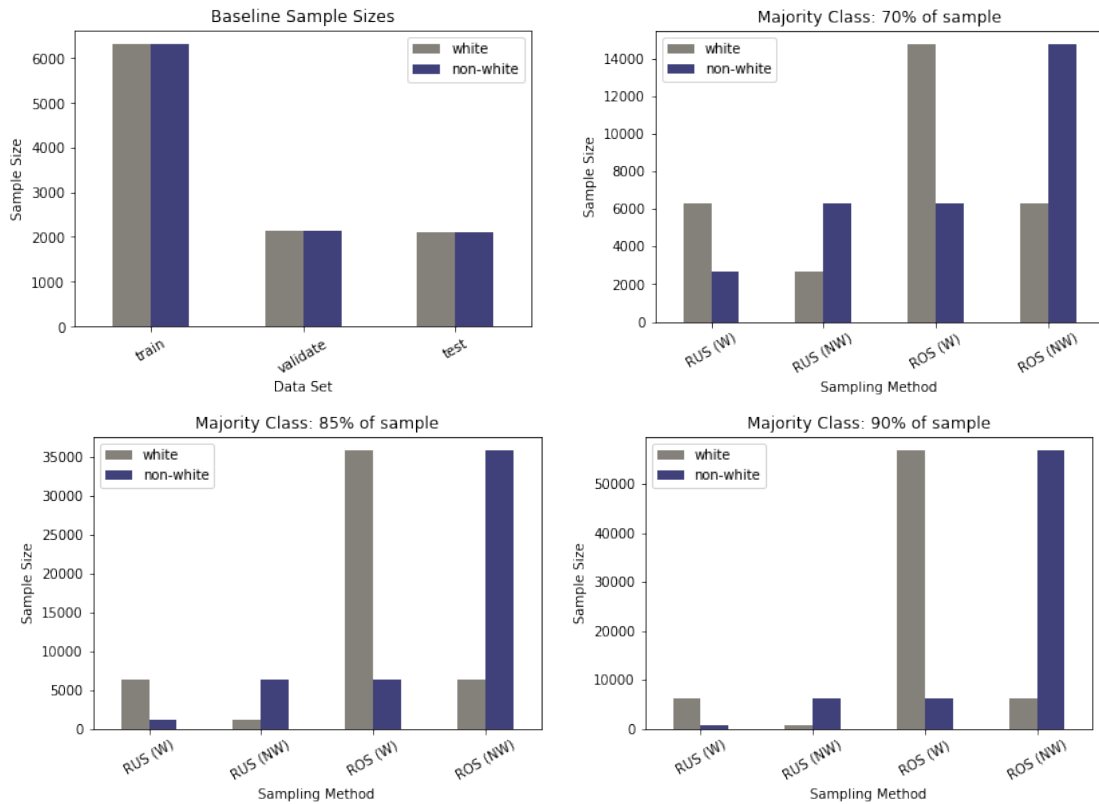 Baseline Sample Sizes
white
non-white
6000
5000
4000
3000
2000
1000
0
Sample Size
train
validate
test
Data Set
Majority Class: 70% of sample
white
non-white
14000
12000
10000
8000
6000
4000
2000
0
Sample Size
RUS (W)
RUS (NW)
ROS (W)
ROS (NW)
Sampling Method
Majority Class: 85% of sample
white
non-white
35000
30000
25000
20000
15000
10000
5000
0
Sample Size
RUS (W)
RUS (NW)
ROS (W)
ROS (NW)
Sampling Method
Majority Class: 90% of sample
white
non-white
50000
40000
30000
20000
10000
0
Sample Size
RUS (W)
RUS (NW)
ROS (W)
ROS (NW)
Sampling Method